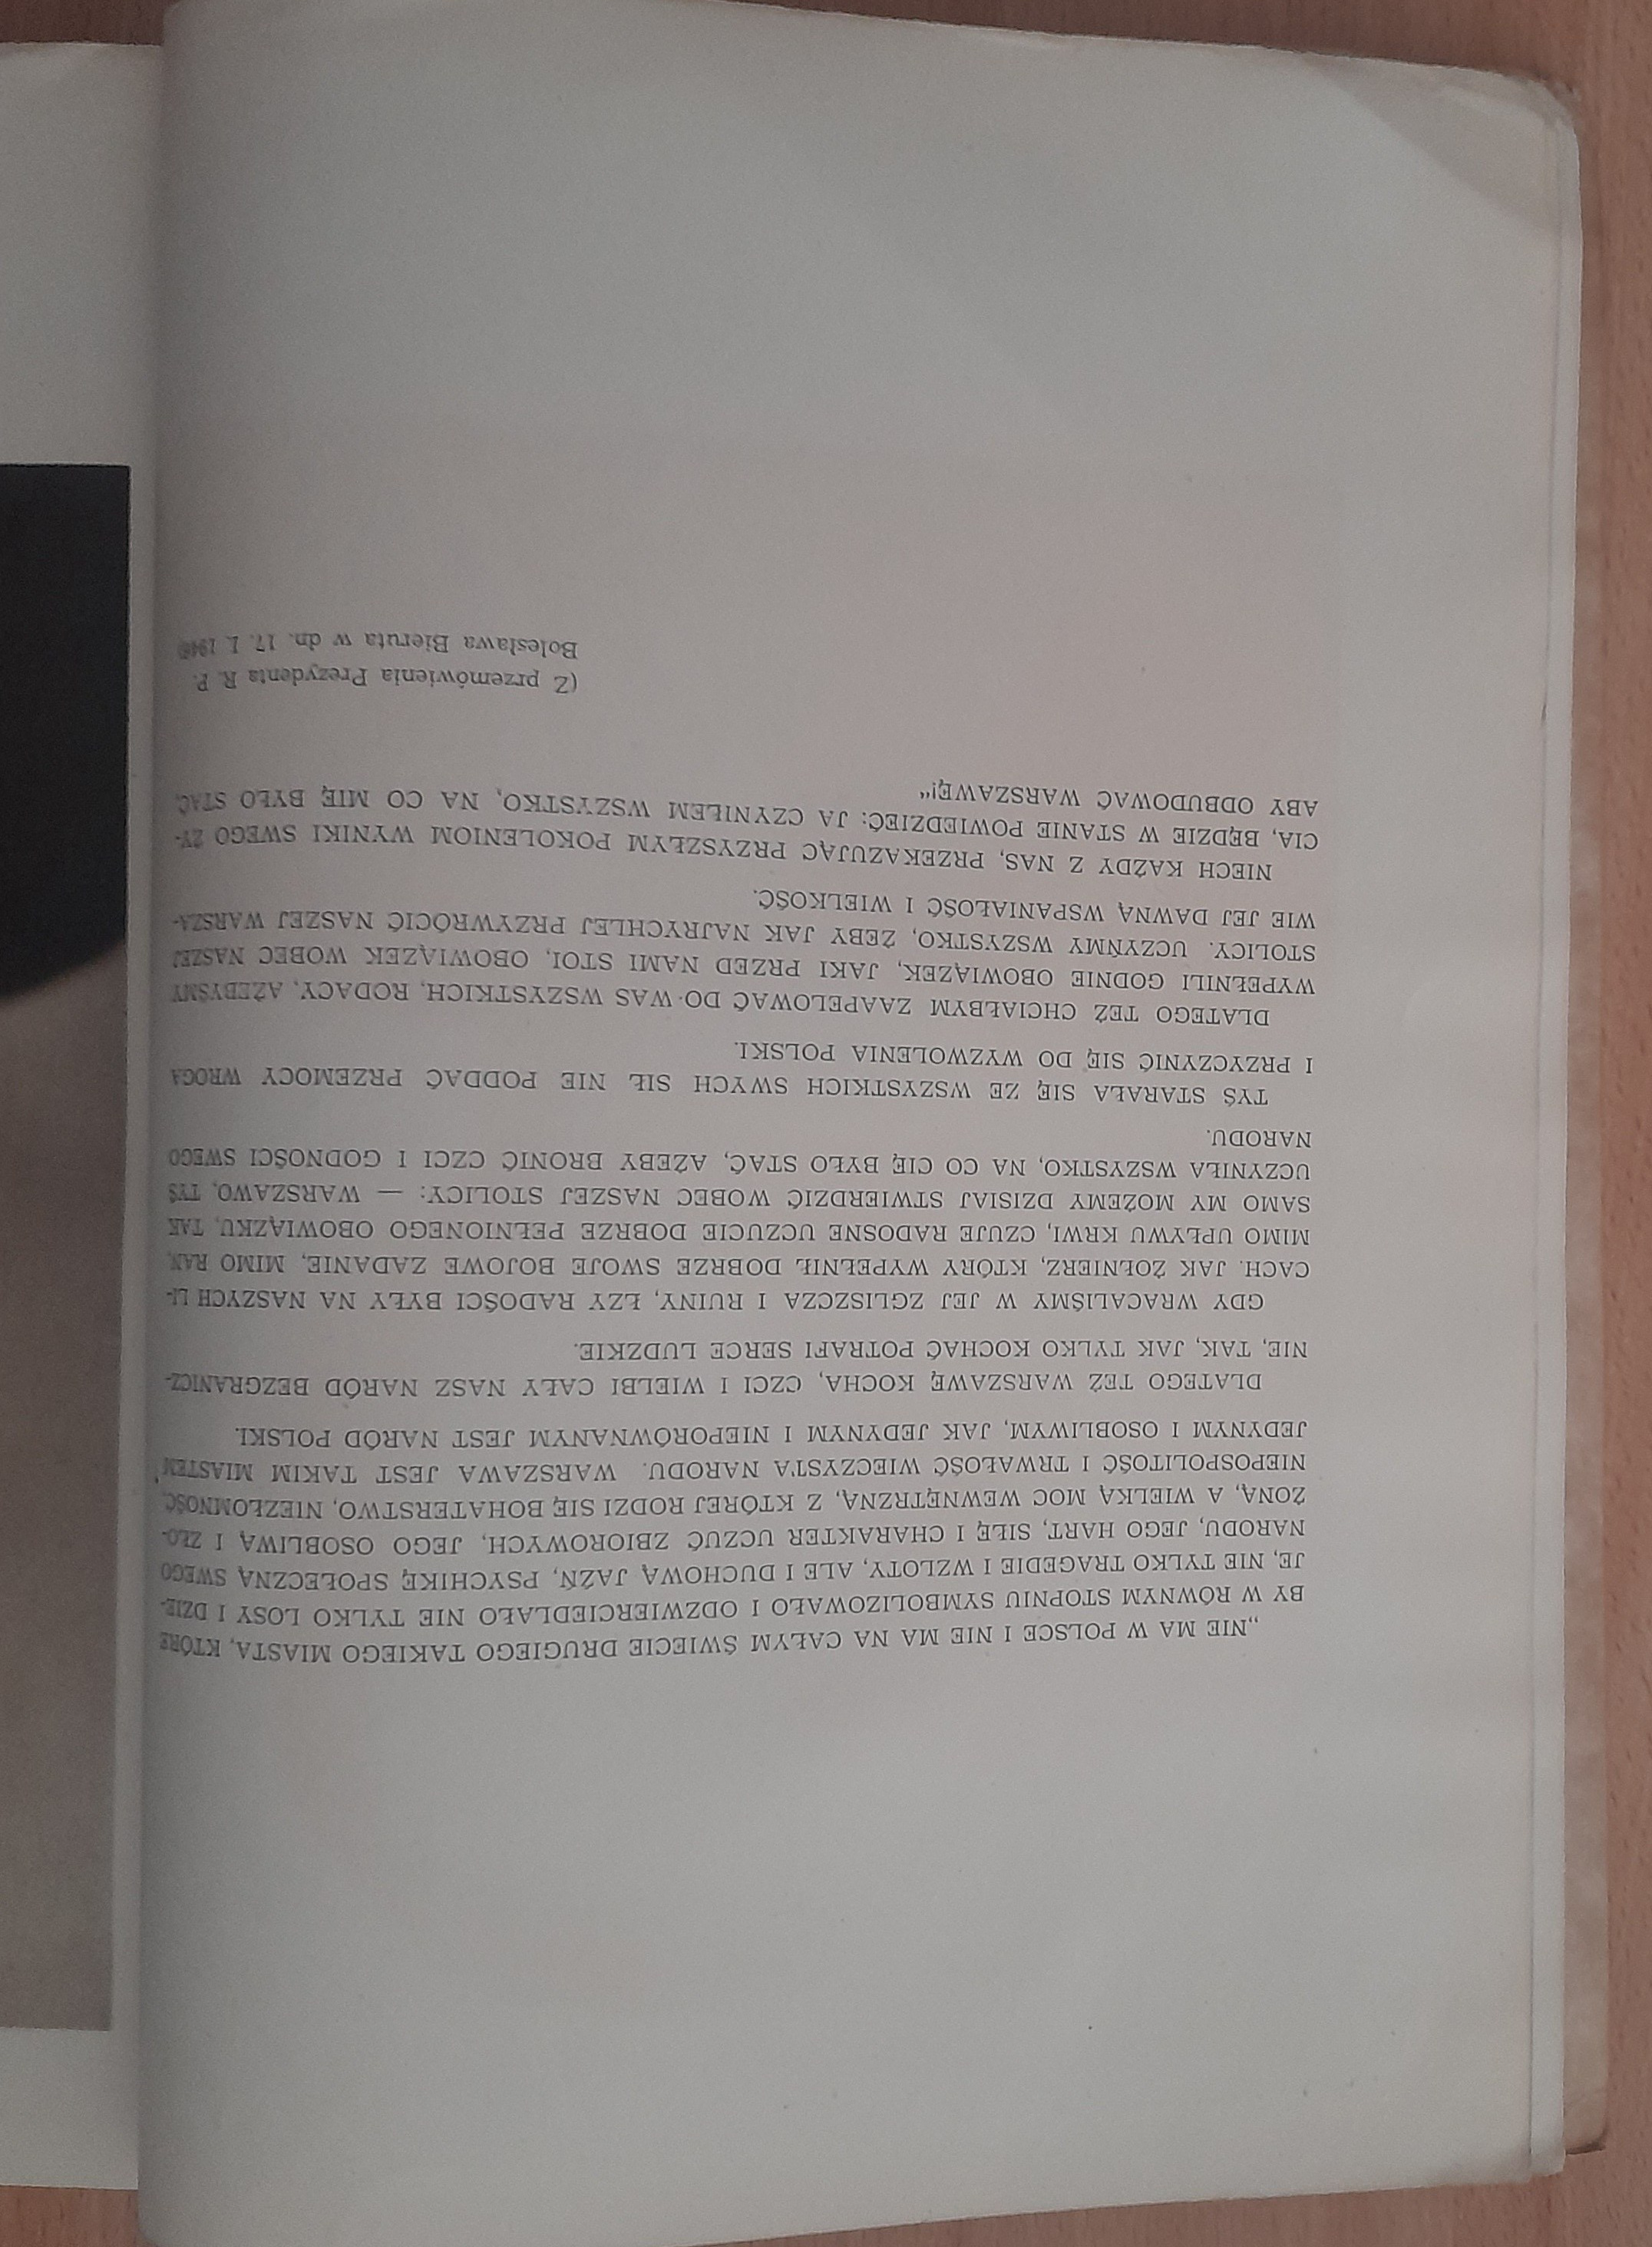 „NIE MA W POLSCE I NIE MA NA CAŁYM ŚWIECIE DRUGIEGO TAKIEGO MIASTA, KTÓRE
BY W RÓWNYM STOPNIU SYMBOLIZOWAŁO I ODZWIERCIEDLAŁO NIE TYLKO LOSY I DZIE-
JE, NIE TYLKO TRAGEDIE I WZLOTY, ALE I DUCHOWĄ JAŹŃ, PSYCHIKĘ SPOŁECZNĄ SWEGO
NARODU, JEGO HART, SIŁĘ I CHARAKTER UCZUĆ ZBIOROWYCH, JEGO OSOBLIWĄ I ZŁO-
ŻONĄ, A WIELKĄ MOC WEWNĘTRZNĄ, Z KTÓREJ RODZI SIĘ BOHATERSTWO, NIEZŁOMNOŚĆ,
NIEPOSPOLITOŚĆ I TRWAŁOŚĆ WIECZYSTA NARODU. WARSZAWA JEST TAKIM MIASTEM
JEDYNYM I OSOBLIWYM, JAK JEDYNYM I NIEPORÓWNANYM JEST NARÓD POLSKI.
DLATEGO TEŻ WARSZAWĘ KOCHA, CZCI I WIELBI CAŁY NASZ NARÓD BEZGRANICZ-
NIE, TAK, JAK TYLKO KOCHAĆ POTRAFI SERCE LUDZKIE.
GDY WRACALIŚMY W JEJ ZGLISZCZA I RUINY, ŁZY RADOŚCI BYŁY NA NASZYCH LI-
CACH. JAK ŻOŁNIERZ, KTÓRY WYPEŁNIŁ DOBRZE SWOJE BOJOWE ZADANIE, MIMO RAN,
MIMO UPŁYWU KRWI, CZUJE RADOSNE UCZUCIE DOBRZE PEŁNIONEGO OBOWIĄZKU, TAK
SAMO MY MOŻEMY DZISIAJ STWIERDZIĆ WOBEC NASZEJ STOLICY: — WARSZAWO, TYŚ
UCZYNIŁA WSZYSTKO, NA CO CIĘ BYŁO STAĆ, AŻEBY BRONIĆ CZCI I GODNOŚCI SWEGO
NARODU.
TYŚ STARAŁA SIĘ ZE WSZYSTKICH SWYCH SIŁ NIE PODDAĆ PRZEMOCY WROGA
I PRZYCZYNIĆ SIĘ DO WYZWOLENIA POLSKI.
DLATEGO TEŻ CHCIAŁBYM ZAAPELOWAĆ DO WAS WSZYSTKICH, RODACY, AŻEBYŚMY
WYPEŁNILI GODNIE OBOWIĄZEK, JAKI PRZED NAMI STOI, OBOWIĄZEK WOBEC NASZEJ
STOLICY. UCZYŃMY WSZYSTKO, ŻEBY JAK NAJRYCHLEJ PRZYWRÓCIĆ NASZEJ WARSZA-
WIE JEJ DAWNĄ WSPANIAŁOŚĆ I WIELKOŚĆ.
NIECH KAŻDY Z NAS, PRZEKAZUJĄC PRZYSZŁYM POKOLENIOM WYNIKI SWEGO ŻY-
CIA, BĘDZIE W STANIE POWIEDZIEĆ: JA CZYNIŁEM WSZYSTKO, NA CO MIĘ BYŁO STAĆ,
ABY ODBUDOWAĆ WARSZAWĘ!“
(Z przemówienia Prezydenta R. P.
Bolesława Bieruta w dn. 17. I. 1946)